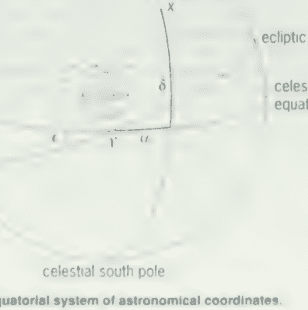 x
ecliptic
δ
celes
equat
ϵ ϒ α
celestial south pole
quatorial system of astronomical coordinates.